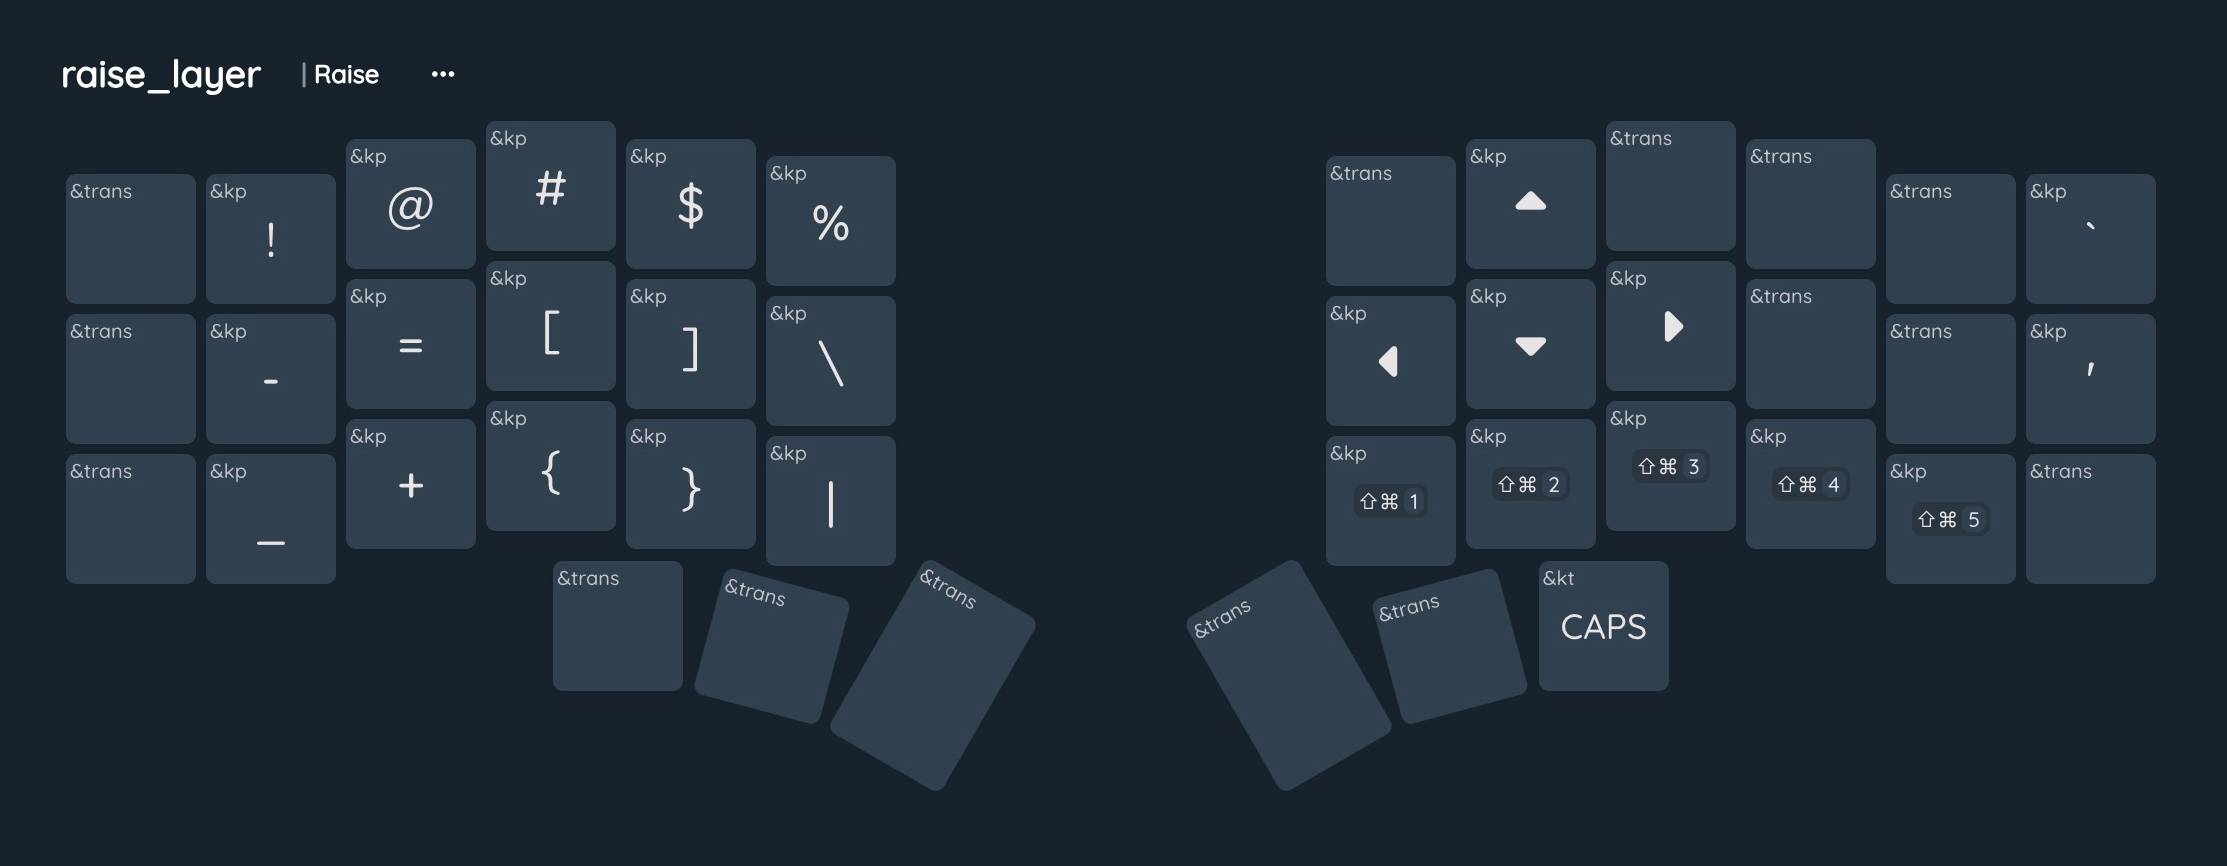 raise_layer | Raise ...
&trans &kp ! &kp @ &kp # &kp $ &kp % &trans &kp ▲ &trans &trans &trans &kp `
&trans &kp - &kp = &kp [ &kp ] &kp \ &kp ◀ &kp ▼ &kp ▶ &trans &trans &kp '
&trans &kp _ &kp + &kp { &kp } &kp | &kp ⇧⌘ 1 &kp ⇧⌘ 2 &kp ⇧⌘ 3 &kp ⇧⌘ 4 &kp ⇧⌘ 5 &trans
&trans &trans &trans &trans &trans &kt CAPS